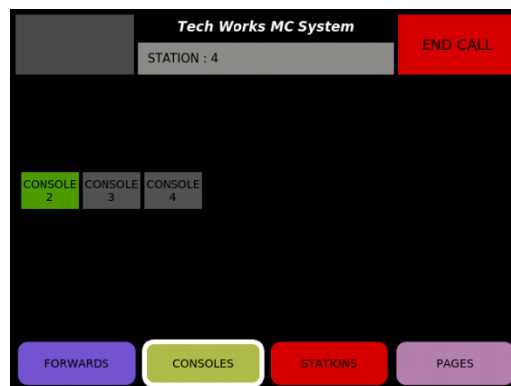 Tech Works MC System
END CALL
STATION : 4
CONSOLE
2
CONSOLE
3
CONSOLE
4
FORWARDS
CONSOLES
STATIONS
PAGES